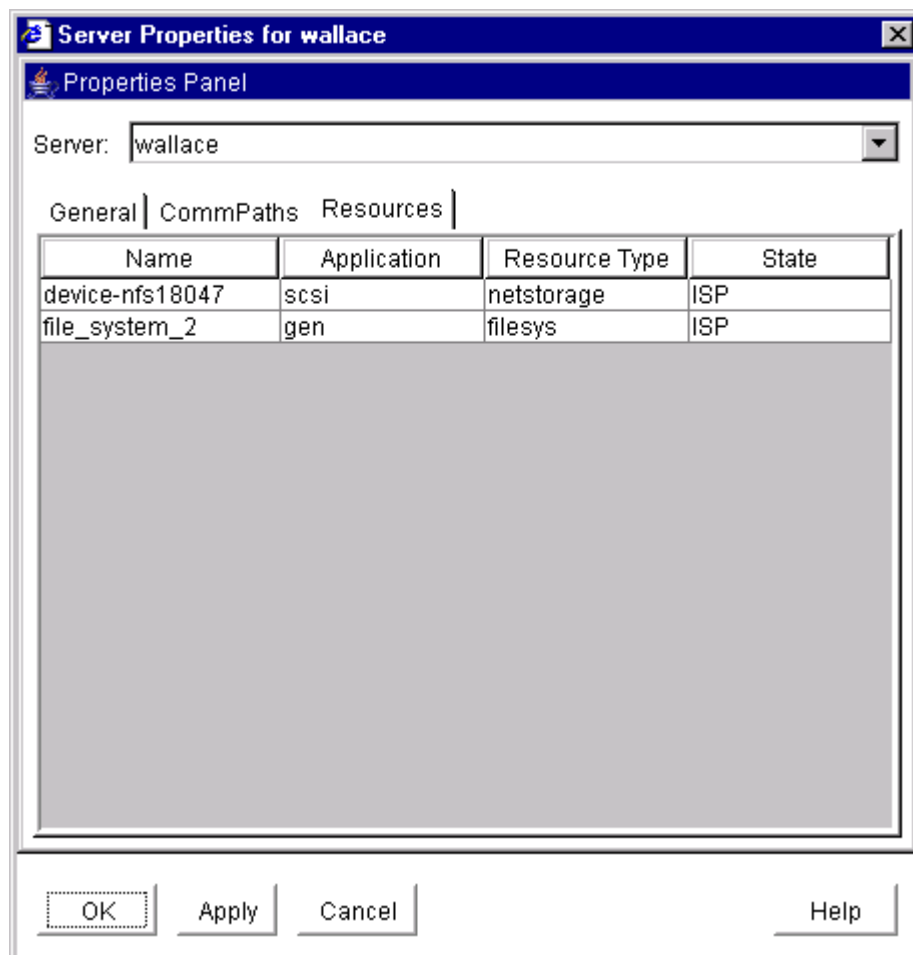 Server Properties for wallace
Properties Panel
Server: wallace
General CommPaths Resources
Name Application Resource Type State
device-nfs18047 scsi netstorage ISP
file_system_2 gen filesys ISP
OK Apply Cancel Help